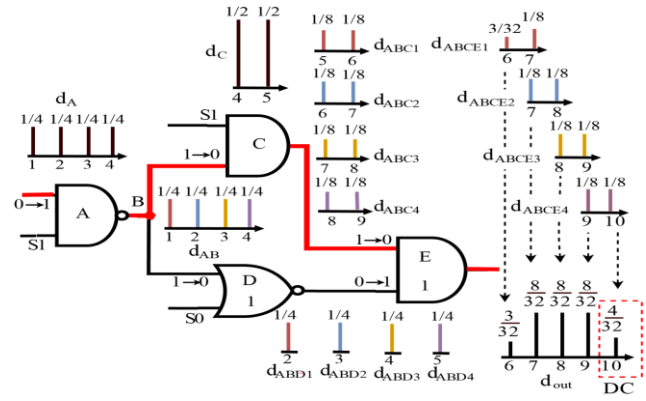 1/2 1/2
d_C
4 5
1/8 1/8
5 6
d_ABC1
3/32 1/8
d_ABCE1
6 7
1/4 1/4 1/4 1/4
d_A
1 2 3 4
1/8 1/8
6 7
d_ABC2
1/8 1/8
d_ABCE2
7 8
S1
C
1→0
1/8 1/8
7 8
d_ABC3
1/8 1/8
d_ABCE3
8 9
0→1
A
S1
B
1/4 1/4 1/4 1/4
1 2 3 4
d_AB
1/8 1/8
8 9
d_ABC4
1/8 1/8
d_ABCE4
9 10
1→0
E
1
0→1
1→0
D
1
S0
1/4 1/4 1/4 1/4
2 3 4 5
d_ABD1 d_ABD2 d_ABD3 d_ABD4
3/32 8/32 8/32 8/32 4/32
6 7 8 9 10
d_out
DC